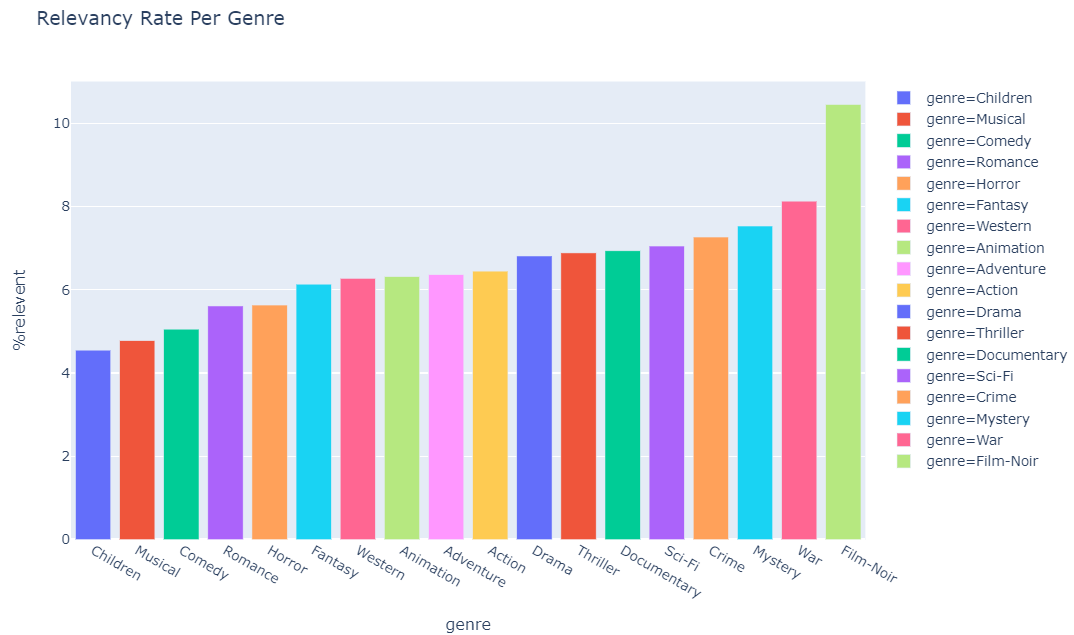 Relevancy Rate Per Genre
%relevent
10
8
6
4
2
0
Children
Musical
Comedy
Romance
Horror
Fantasy
Western
Animation
Adventure
Action
Drama
Thriller
Documentary
Sci-Fi
Crime
Mystery
War
Film-Noir
genre
genre=Children
genre=Musical
genre=Comedy
genre=Romance
genre=Horror
genre=Fantasy
genre=Western
genre=Animation
genre=Adventure
genre=Action
genre=Drama
genre=Thriller
genre=Documentary
genre=Sci-Fi
genre=Crime
genre=Mystery
genre=War
genre=Film-Noir